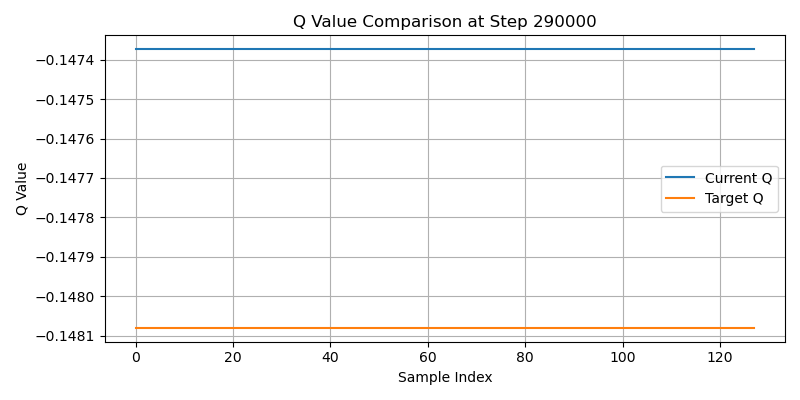 Q Value Comparison at Step 290000
Q Value
−0.1474
−0.1475
−0.1476
−0.1477
−0.1478
−0.1479
−0.1480
−0.1481
Current Q
Target Q
0 20 40 60 80 100 120
Sample Index